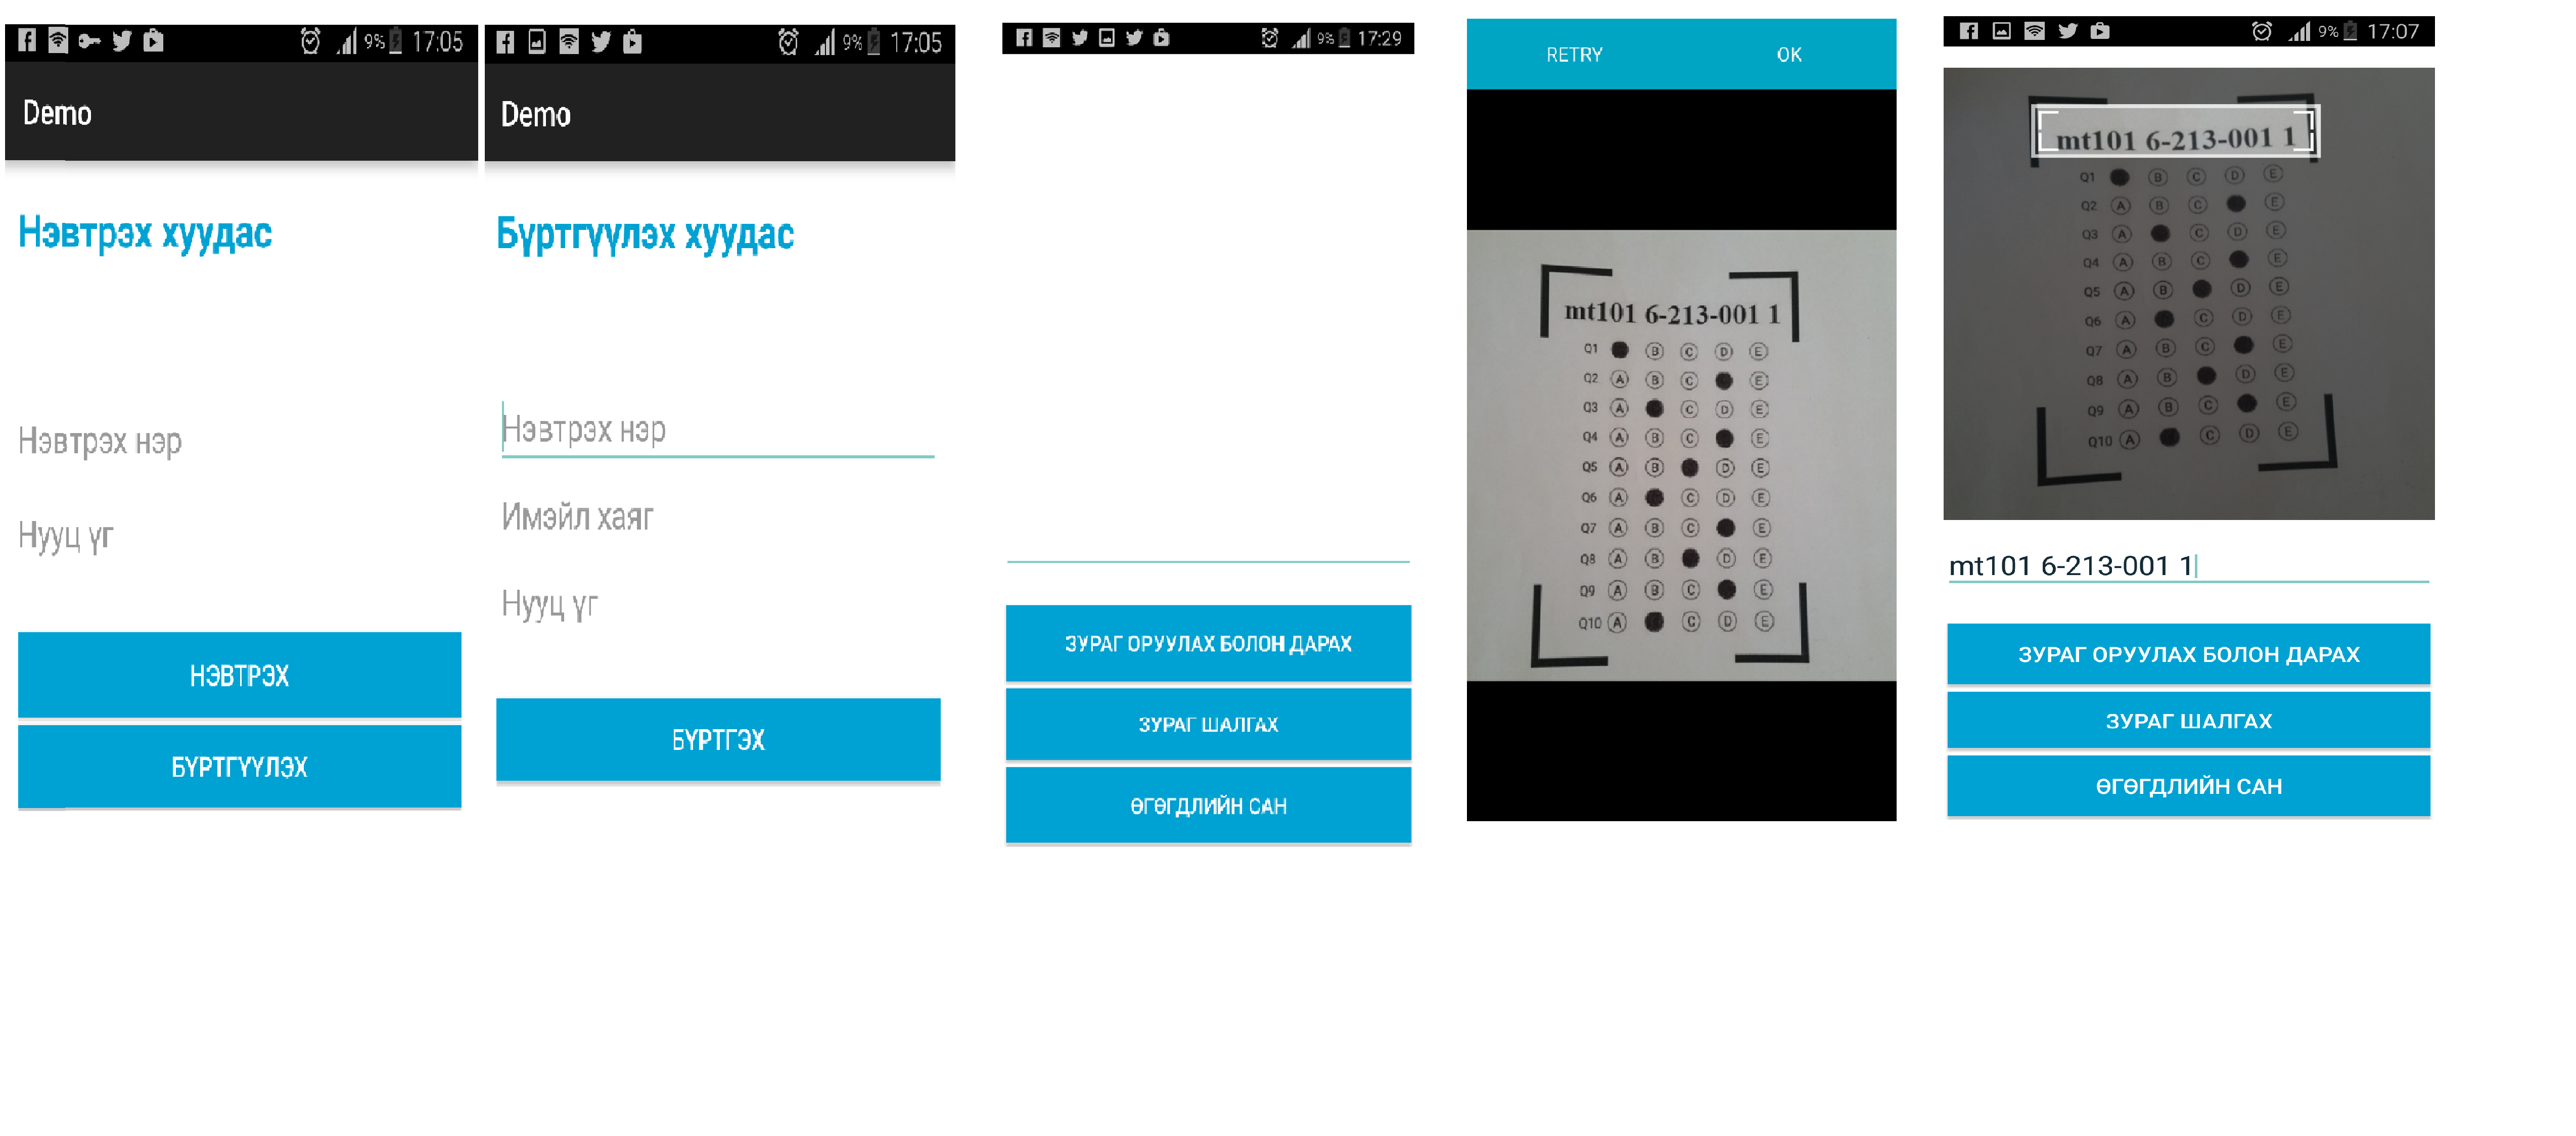 9% 17:05
Demo
Нэвтрэх хуудас
Нэвтрэх нэр
Нууц үг
НЭВТРЭХ
БҮРТГҮҮЛЭХ
9% 17:05
Demo
Бүртгүүлэх хуудас
Нэвтрэх нэр
Имэйл хаяг
Нууц үг
БҮРТГЭХ
9% 17:29
ЗУРАГ ОРУУЛАХ БОЛОН ДАРАХ
ЗУРАГ ШАЛГАХ
ӨГӨГДЛИЙН САН
RETRY OK
mt101 6-213-001 1
Q1 B C D E
Q2 A B C E
Q3 A C D E
Q4 A B C E
Q5 A B D E
Q6 A C D E
Q7 A B C E
Q8 A B D E
Q9 A B C E
Q10 A C D E
9% 17:07
mt101 6-213-001 1
Q1 B C D E
Q2 A B C E
Q3 A C D E
Q4 A B C E
Q5 A B D E
Q6 A C D E
Q7 A B C E
Q8 A B D E
Q9 A B C E
Q10 A C D E
mt101 6-213-001 1
ЗУРАГ ОРУУЛАХ БОЛОН ДАРАХ
ЗУРАГ ШАЛГАХ
ӨГӨГДЛИЙН САН